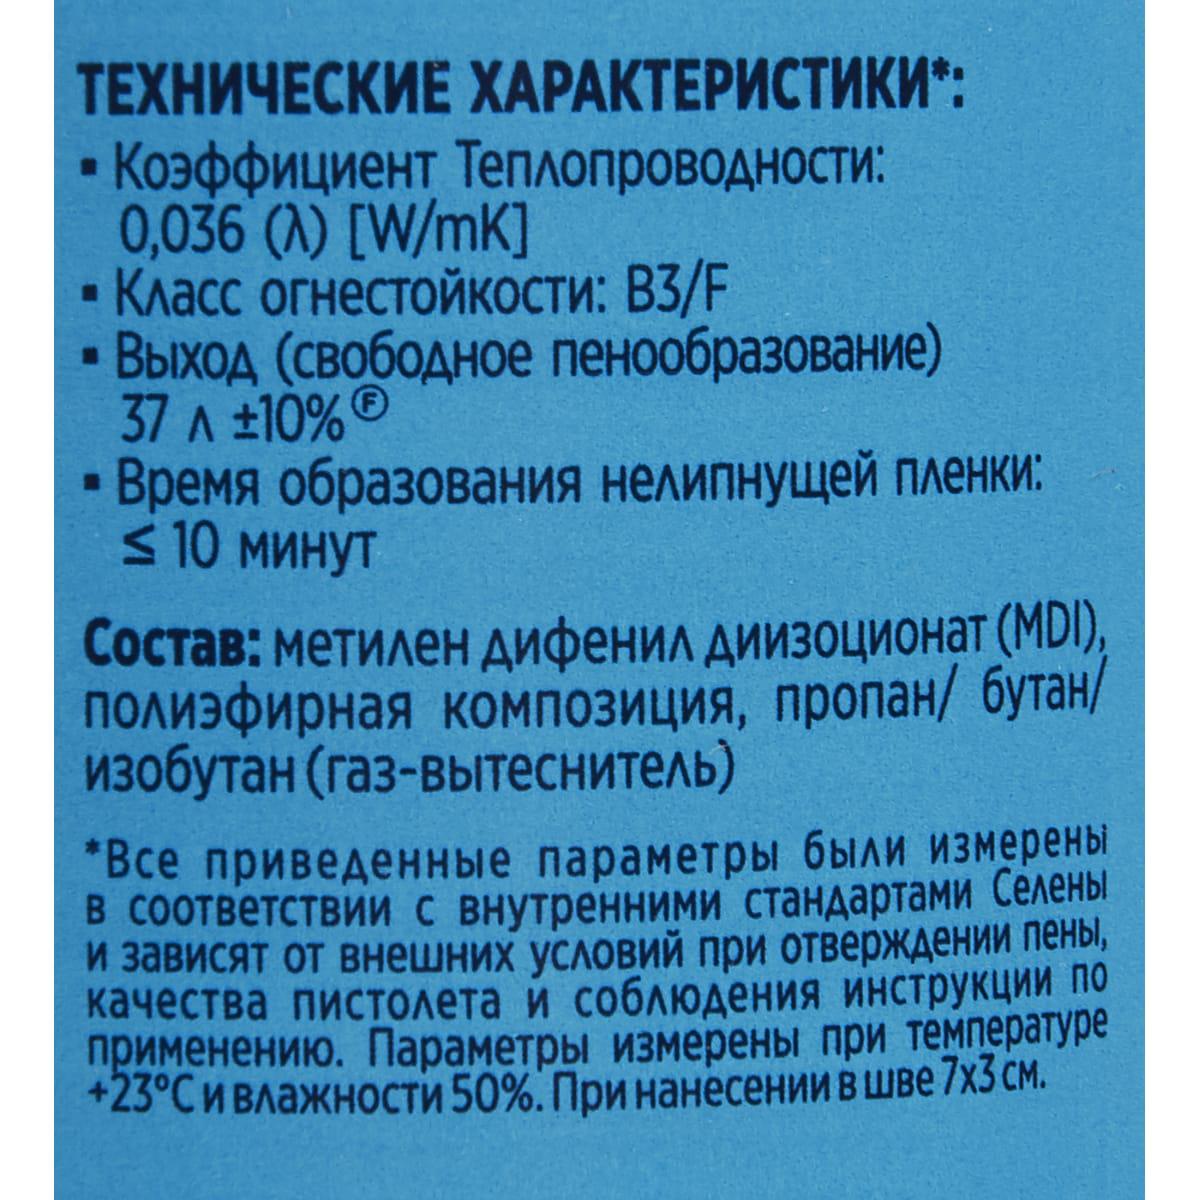 ТЕХНИЧЕСКИЕ ХАРАКТЕРИСТИКИ*:
▪ Коэффициент Теплопроводности:
0,036 (λ) [W/mK]
▪ Класс огнестойкости: B3/F
▪ Выход (свободное пенообразование)
37 л ±10% Ⓕ
▪ Время образования нелипнущей пленки:
≤ 10 минут
Состав: метилен дифенил диизоционат (MDI),
полиэфирная композиция, пропан/ бутан/
изобутан (газ-вытеснитель)
*Все приведенные параметры были измерены
в соответствии с внутренними стандартами Селены
и зависят от внешних условий при отверждении пены,
качества пистолета и соблюдения инструкции по
применению. Параметры измерены при температуре
+23°С и влажности 50%. При нанесении в шве 7х3 см.